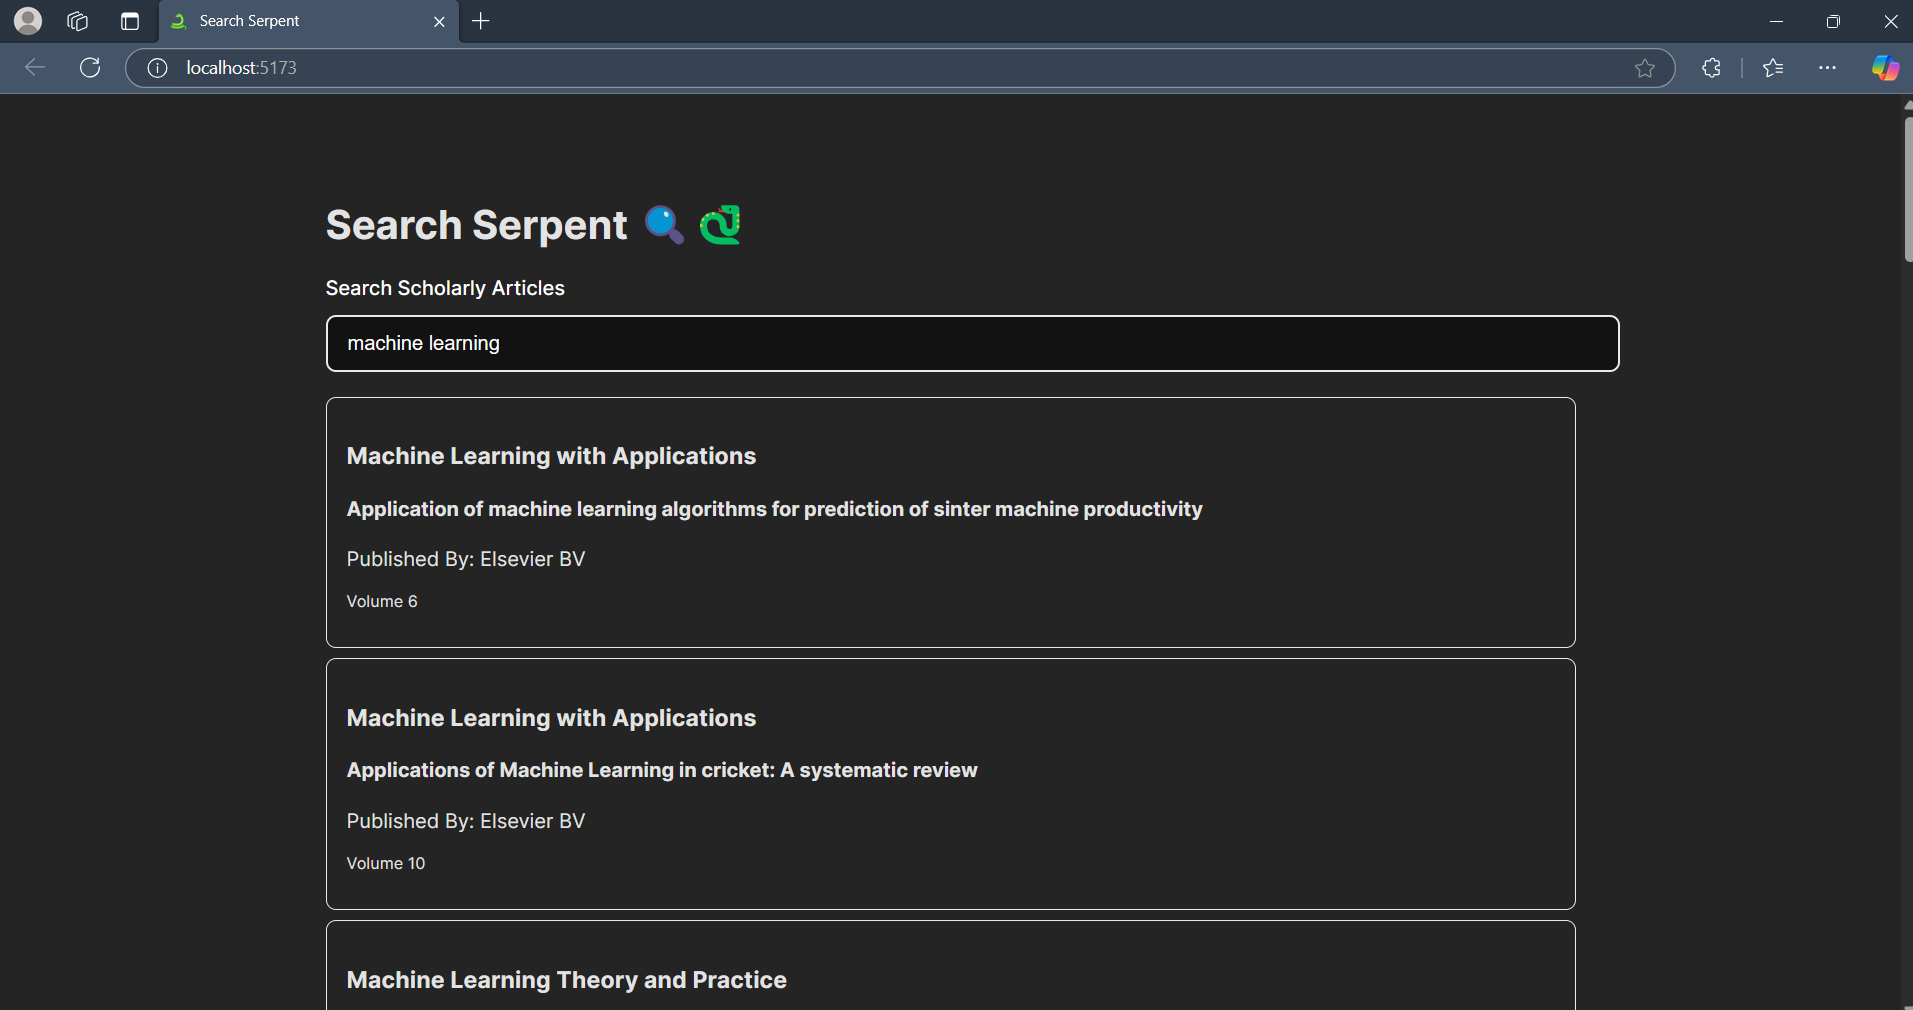 Search Serpent
localhost:5173
Search Serpent
Search Scholarly Articles
machine learning
Machine Learning with Applications
Application of machine learning algorithms for prediction of sinter machine productivity
Published By: Elsevier BV
Volume 6
Machine Learning with Applications
Applications of Machine Learning in cricket: A systematic review
Published By: Elsevier BV
Volume 10
Machine Learning Theory and Practice